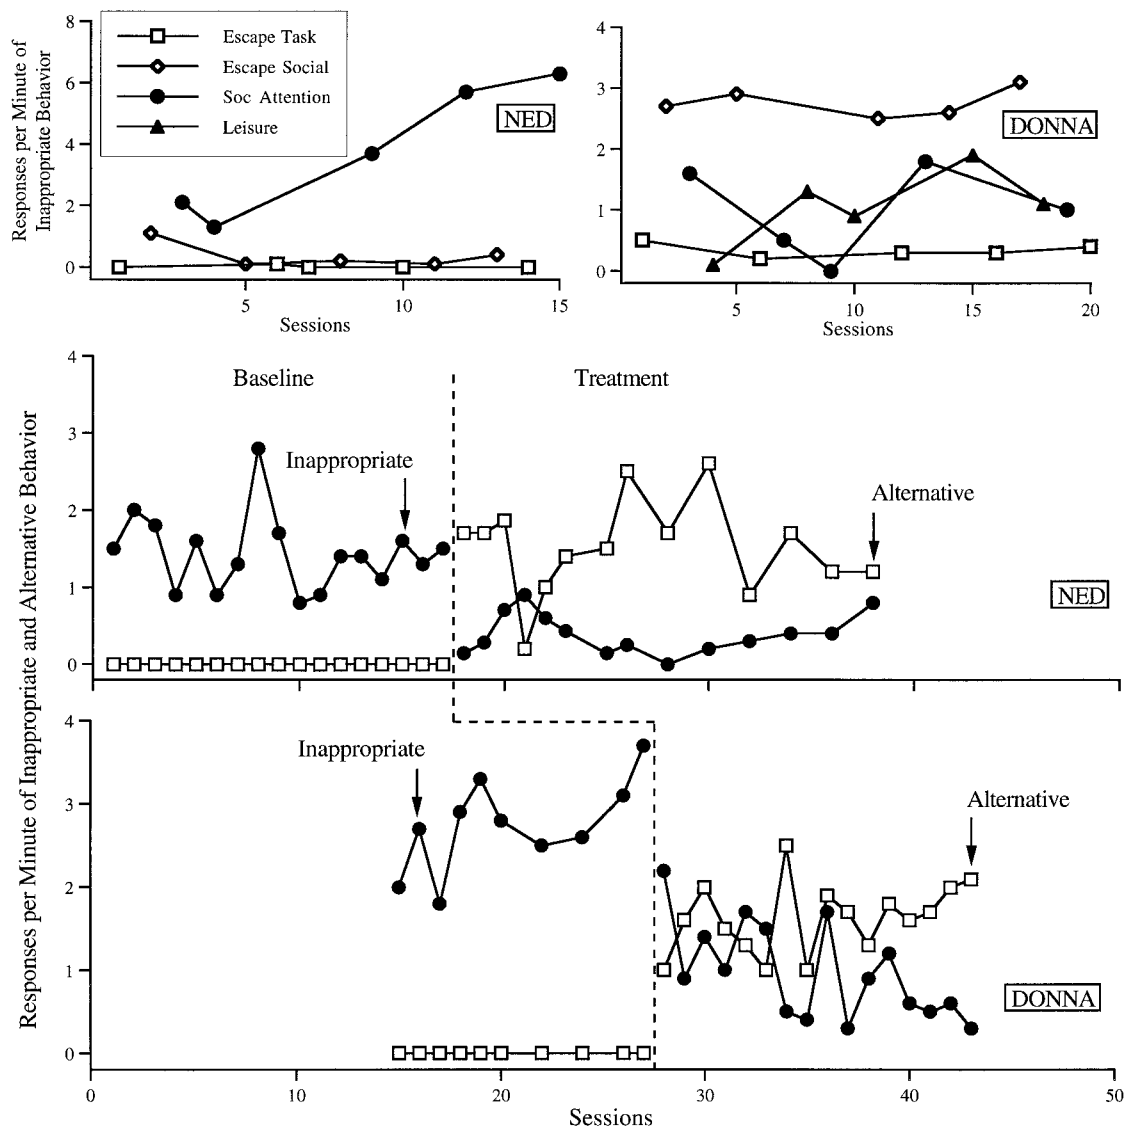 Responses per Minute of
Inappropriate Behavior
8
6
4
2
0
Escape Task
Escape Social
Soc Attention
Leisure
NED
5
10
15
Sessions
4
3
2
1
0
DONNA
5
10
15
20
Sessions
Responses per Minute of Inappropriate and Alternative Behavior
4
3
2
1
0
Baseline
Treatment
Inappropriate
Alternative
NED
4
3
2
1
0
Inappropriate
Alternative
DONNA
0
10
20
30
40
50
Sessions